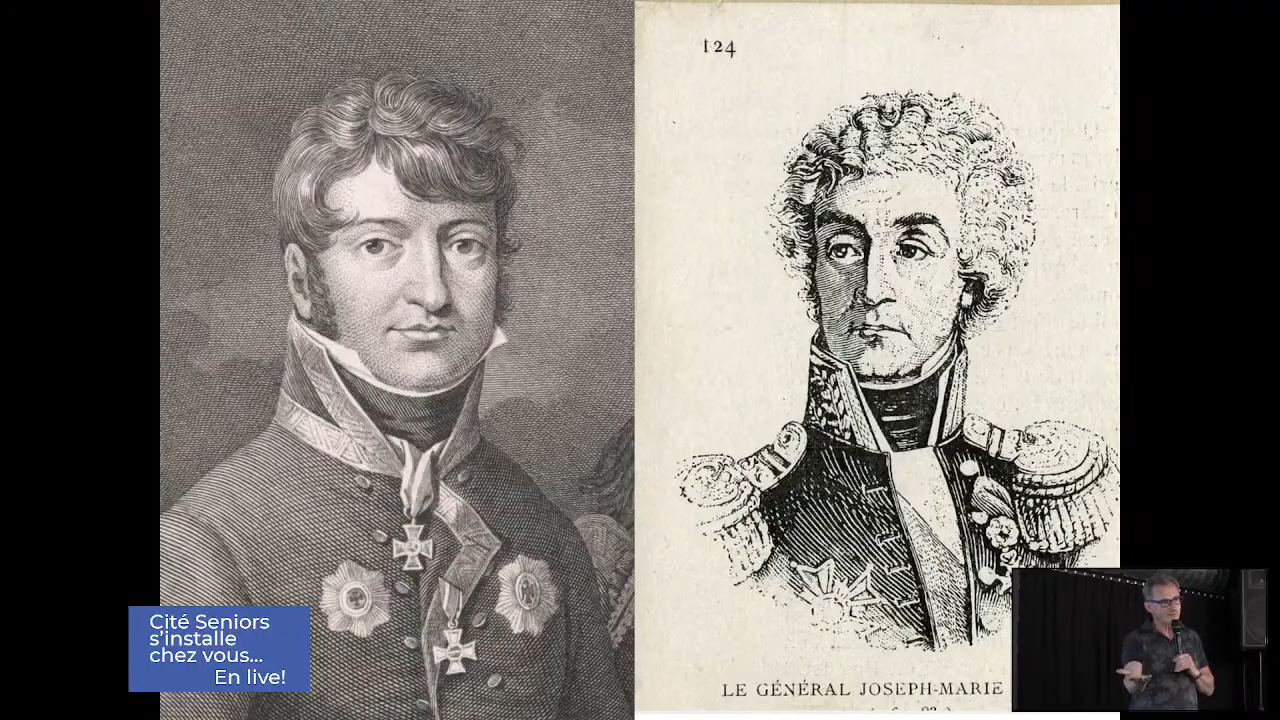 124
Cité Seniors
s'installe
chez vous...
En live!
LE GÉNÉRAL JOSEPH-MARIE